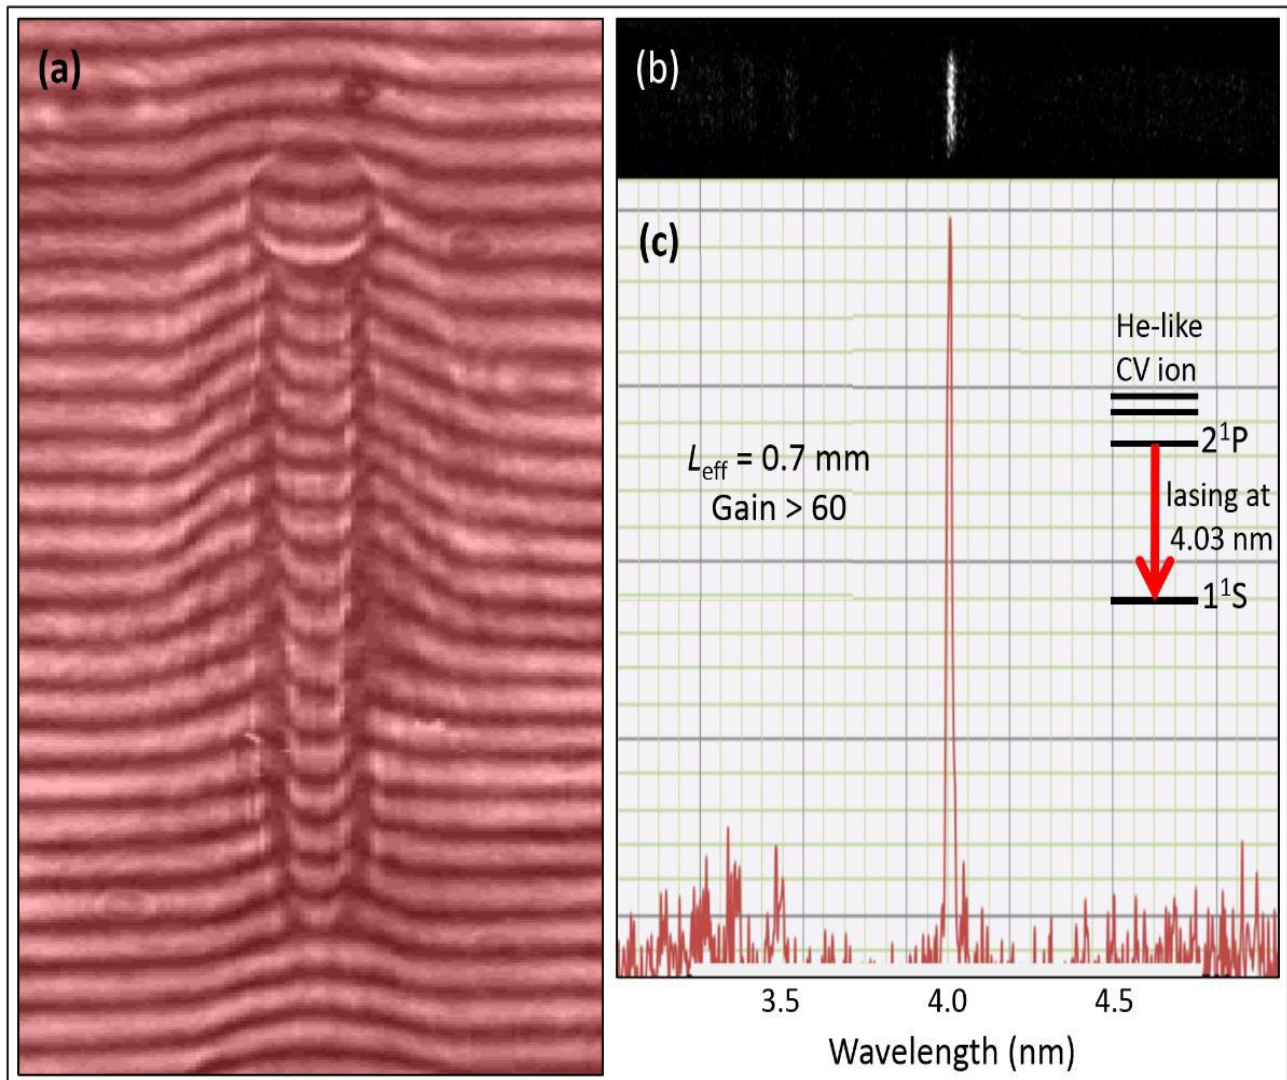 (a)
(b)
(c)
He-like
CV ion
2¹P
L_eff = 0.7 mm
Gain > 60
lasing at
4.03 nm
1¹S
3.5 4.0 4.5
Wavelength (nm)